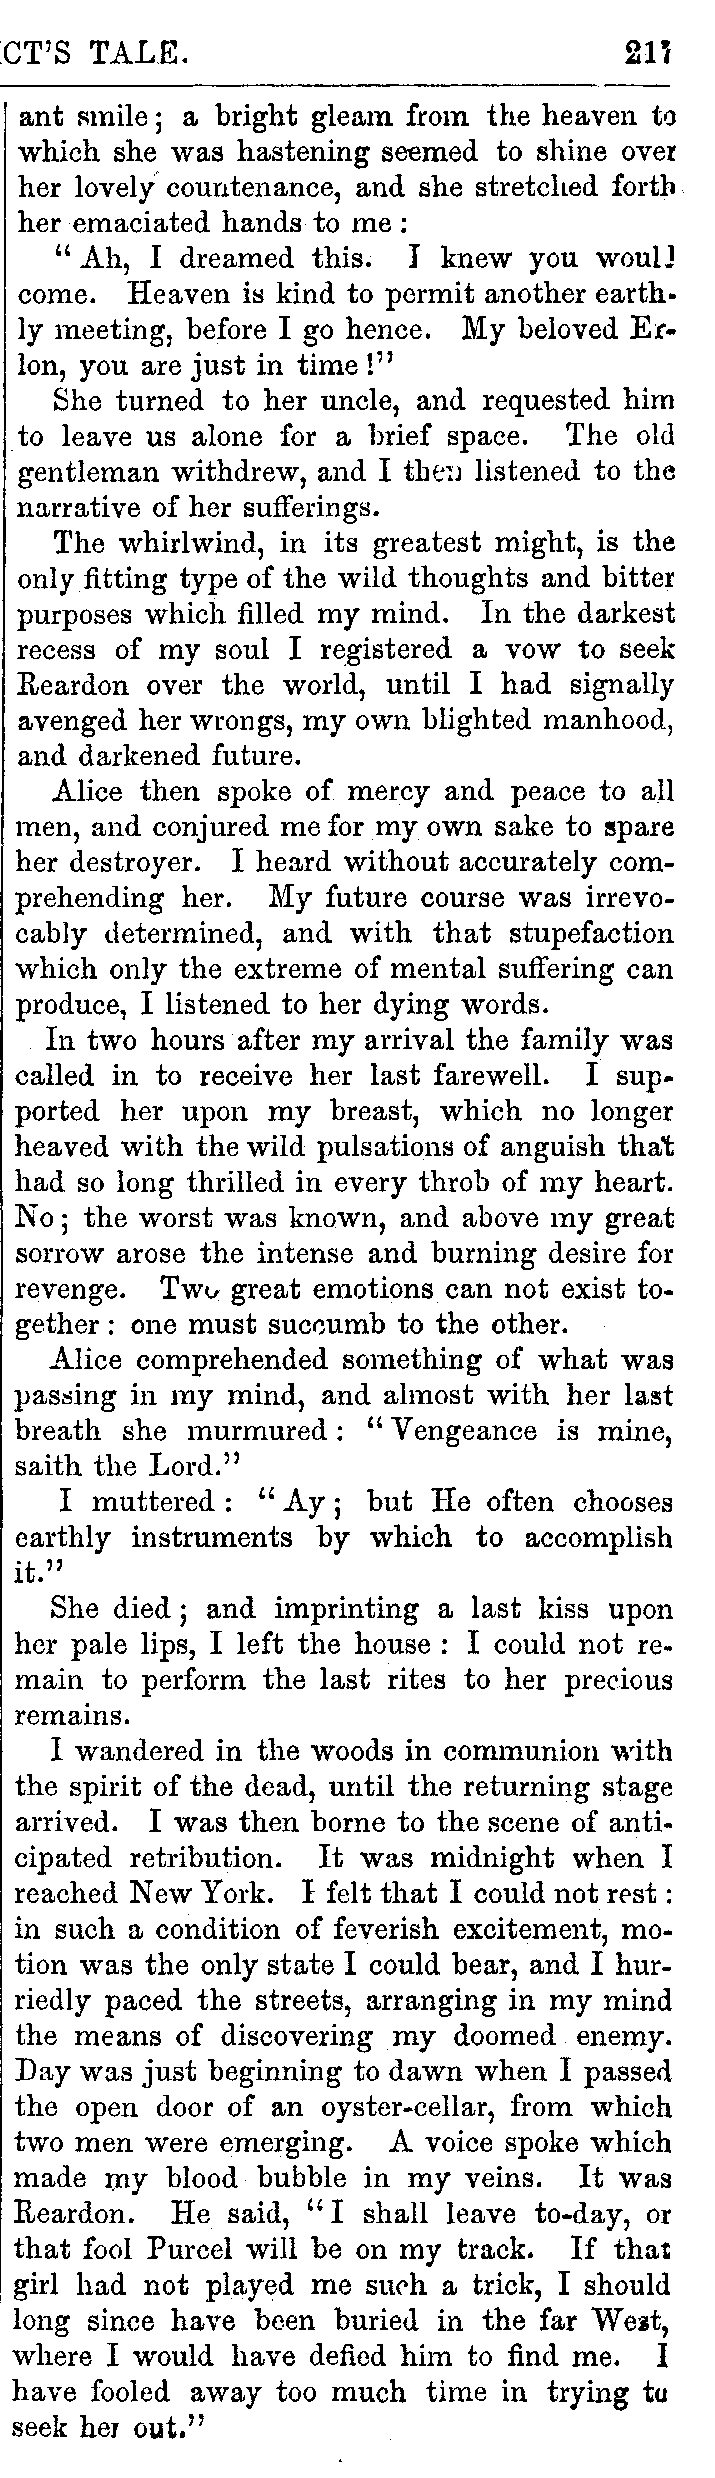 CT'S TALE. 217
ant smile; a bright gleam from the heaven to
which she was hastening seemed to shine over
her lovely countenance, and she stretched forth
her emaciated hands to me:
"Ah, I dreamed this. I knew you would
come. Heaven is kind to permit another earth-
ly meeting, before I go hence. My beloved Er-
lon, you are just in time!"
She turned to her uncle, and requested him
to leave us alone for a brief space. The old
gentleman withdrew, and I then listened to the
narrative of her sufferings.
The whirlwind, in its greatest might, is the
only fitting type of the wild thoughts and bitter
purposes which filled my mind. In the darkest
recess of my soul I registered a vow to seek
Reardon over the world, until I had signally
avenged her wrongs, my own blighted manhood,
and darkened future.
Alice then spoke of mercy and peace to all
men, and conjured me for my own sake to spare
her destroyer. I heard without accurately com-
prehending her. My future course was irrevo-
cably determined, and with that stupefaction
which only the extreme of mental suffering can
produce, I listened to her dying words.
In two hours after my arrival the family was
called in to receive her last farewell. I sup-
ported her upon my breast, which no longer
heaved with the wild pulsations of anguish that
had so long thrilled in every throb of my heart.
No; the worst was known, and above my great
sorrow arose the intense and burning desire for
revenge. Two great emotions can not exist to-
gether: one must succumb to the other.
Alice comprehended something of what was
passing in my mind, and almost with her last
breath she murmured: "Vengeance is mine,
saith the Lord."
I muttered: "Ay; but He often chooses
earthly instruments by which to accomplish
it."
She died; and imprinting a last kiss upon
her pale lips, I left the house: I could not re-
main to perform the last rites to her precious
remains.
I wandered in the woods in communion with
the spirit of the dead, until the returning stage
arrived. I was then borne to the scene of anti-
cipated retribution. It was midnight when I
reached New York. I felt that I could not rest:
in such a condition of feverish excitement, mo-
tion was the only state I could bear, and I hur-
riedly paced the streets, arranging in my mind
the means of discovering my doomed enemy.
Day was just beginning to dawn when I passed
the open door of an oyster-cellar, from which
two men were emerging. A voice spoke which
made my blood bubble in my veins. It was
Reardon. He said, "I shall leave to-day, or
that fool Purcel will be on my track. If that
girl had not played me such a trick, I should
long since have been buried in the far West,
where I would have defied him to find me. I
have fooled away too much time in trying to
seek her out."